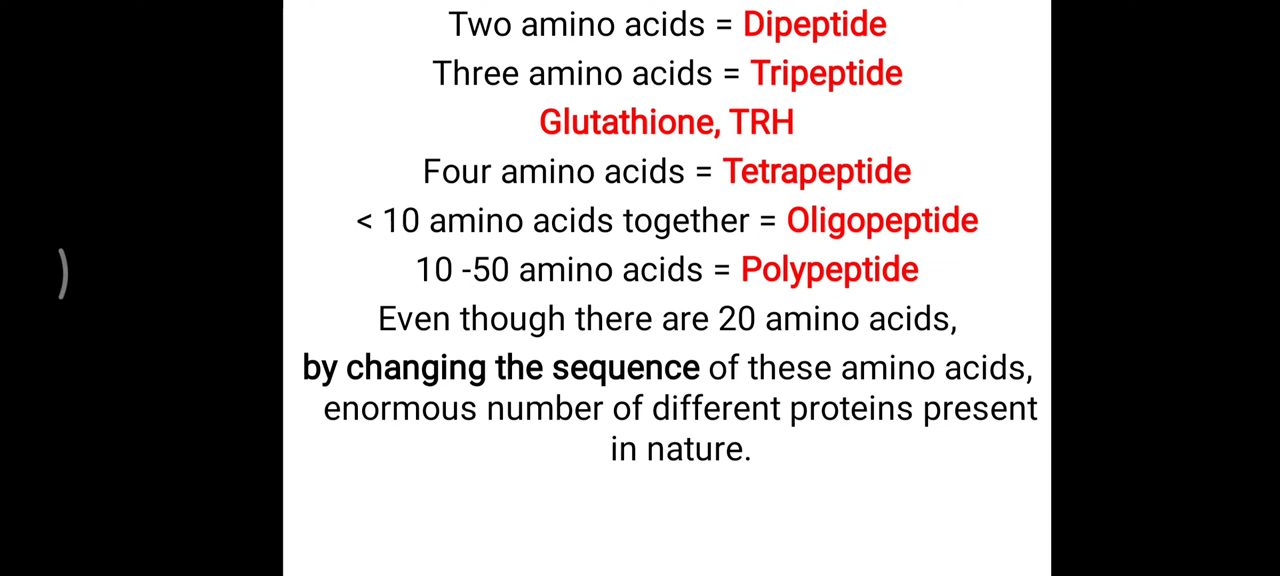 Two amino acids = Dipeptide
Three amino acids = Tripeptide
Glutathione, TRH
Four amino acids = Tetrapeptide
< 10 amino acids together = Oligopeptide
10 -50 amino acids = Polypeptide
Even though there are 20 amino acids,
by changing the sequence of these amino acids,
enormous number of different proteins present
in nature.